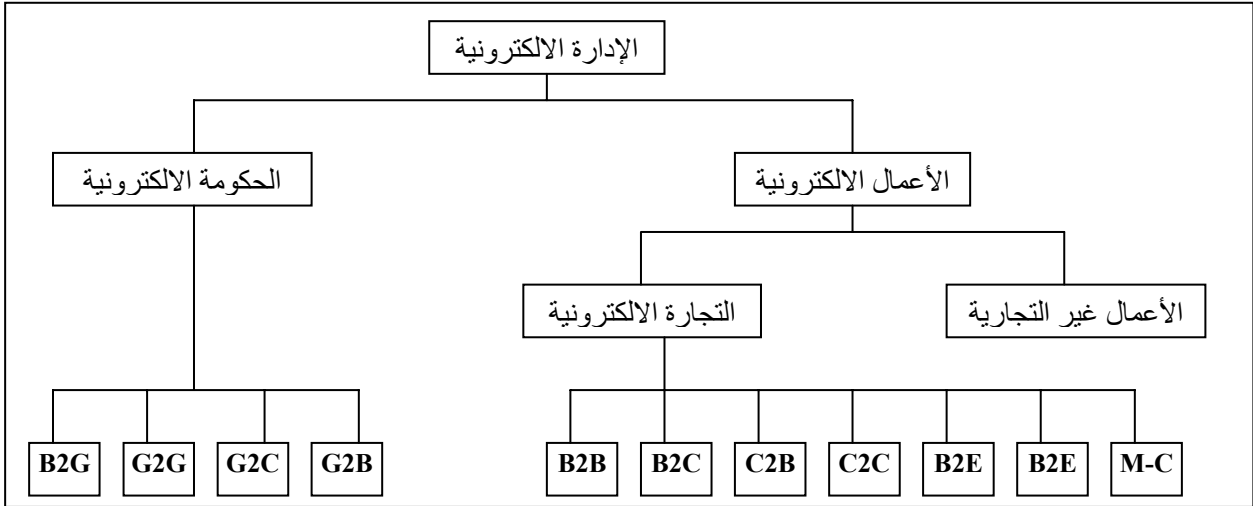 الإدارة الالكترونية
الحكومة الالكترونية
الأعمال الالكترونية
التجارة الالكترونية
الأعمال غير التجارية
B2G
G2G
G2C
G2B
B2B
B2C
C2B
C2C
B2E
B2E
M-C